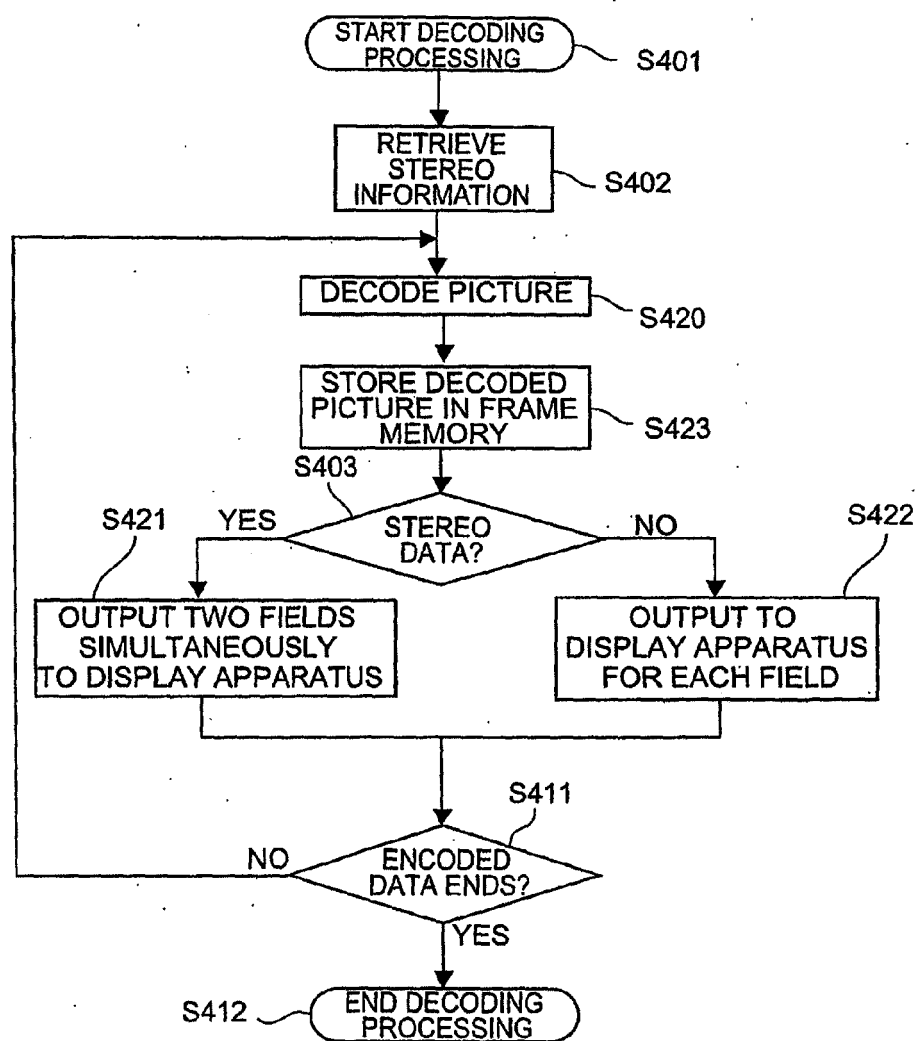 START DECODING
PROCESSING
S401
RETRIEVE
STEREO
INFORMATION
S402
DECODE PICTURE
S420
STORE DECODED
PICTURE IN FRAME
MEMORY
S423
S403
STEREO
DATA?
YES
NO
S421
S422
OUTPUT TWO FIELDS
SIMULTANEOUSLY
TO DISPLAY APPARATUS
OUTPUT TO
DISPLAY APPARATUS
FOR EACH FIELD
S411
ENCODED
DATA ENDS?
NO
YES
S412
END DECODING
PROCESSING